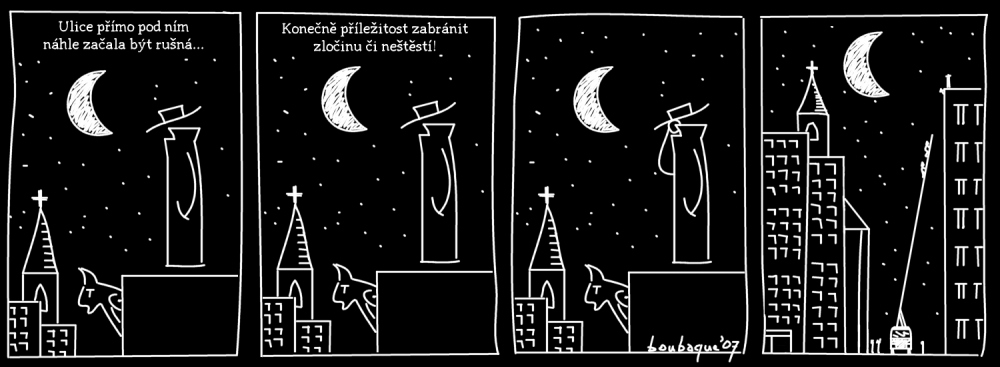 Ulice přímo pod ním
náhle začala být rušná...
Konečně příležitost zabránit
zločinu či neštěstí!
boubaque'07